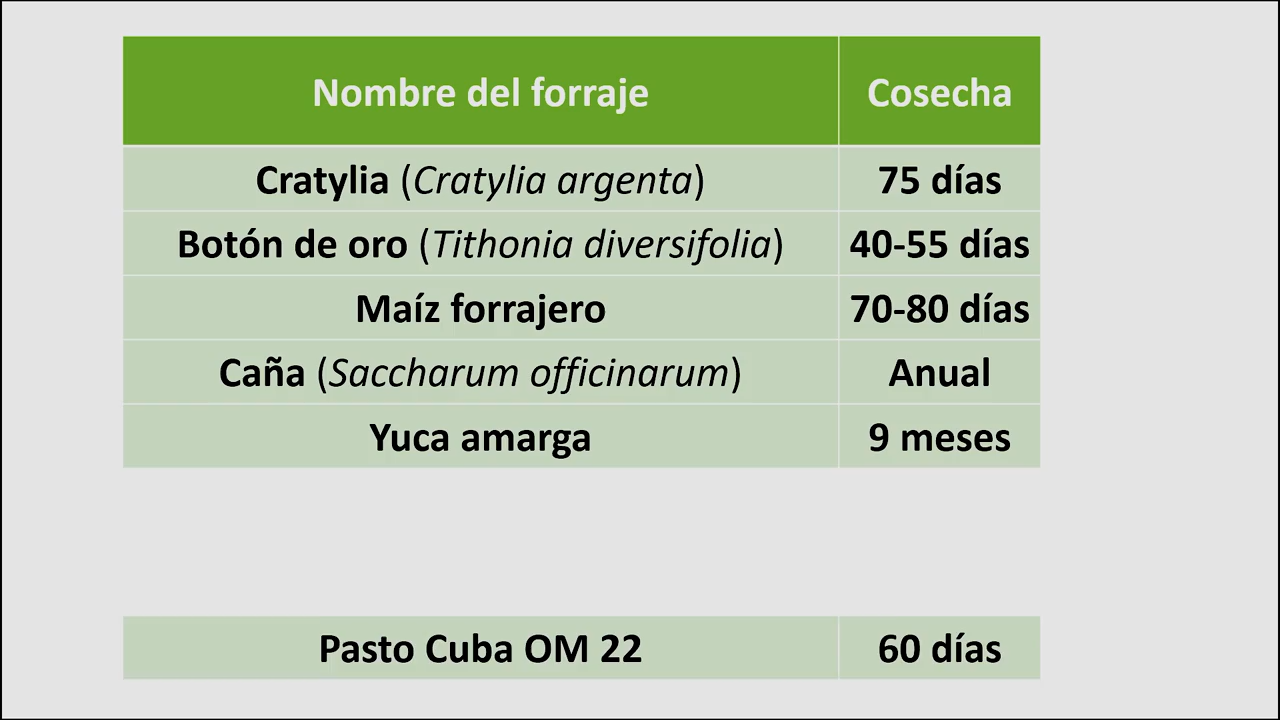 Nombre del forraje Cosecha
Cratylia (Cratylia argenta) 75 días
Botón de oro (Tithonia diversifolia) 40-55 días
Maíz forrajero 70-80 días
Caña (Saccharum officinarum) Anual
Yuca amarga 9 meses
Pasto Cuba OM 22 60 días